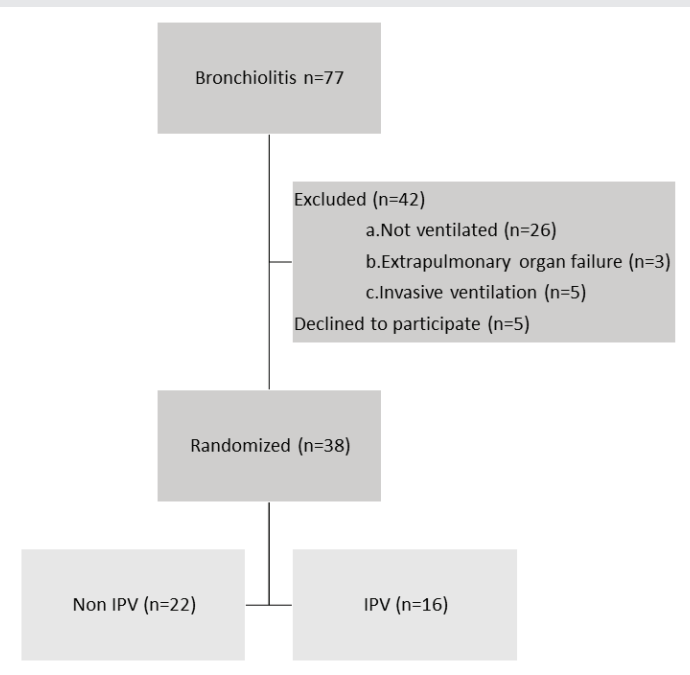 Bronchiolitis n=77
Excluded (n=42)
a.Not ventilated (n=26)
b.Extrapulmonary organ failure (n=3)
c.Invasive ventilation (n=5)
Declined to participate (n=5)
Randomized (n=38)
Non IPV (n=22)
IPV (n=16)